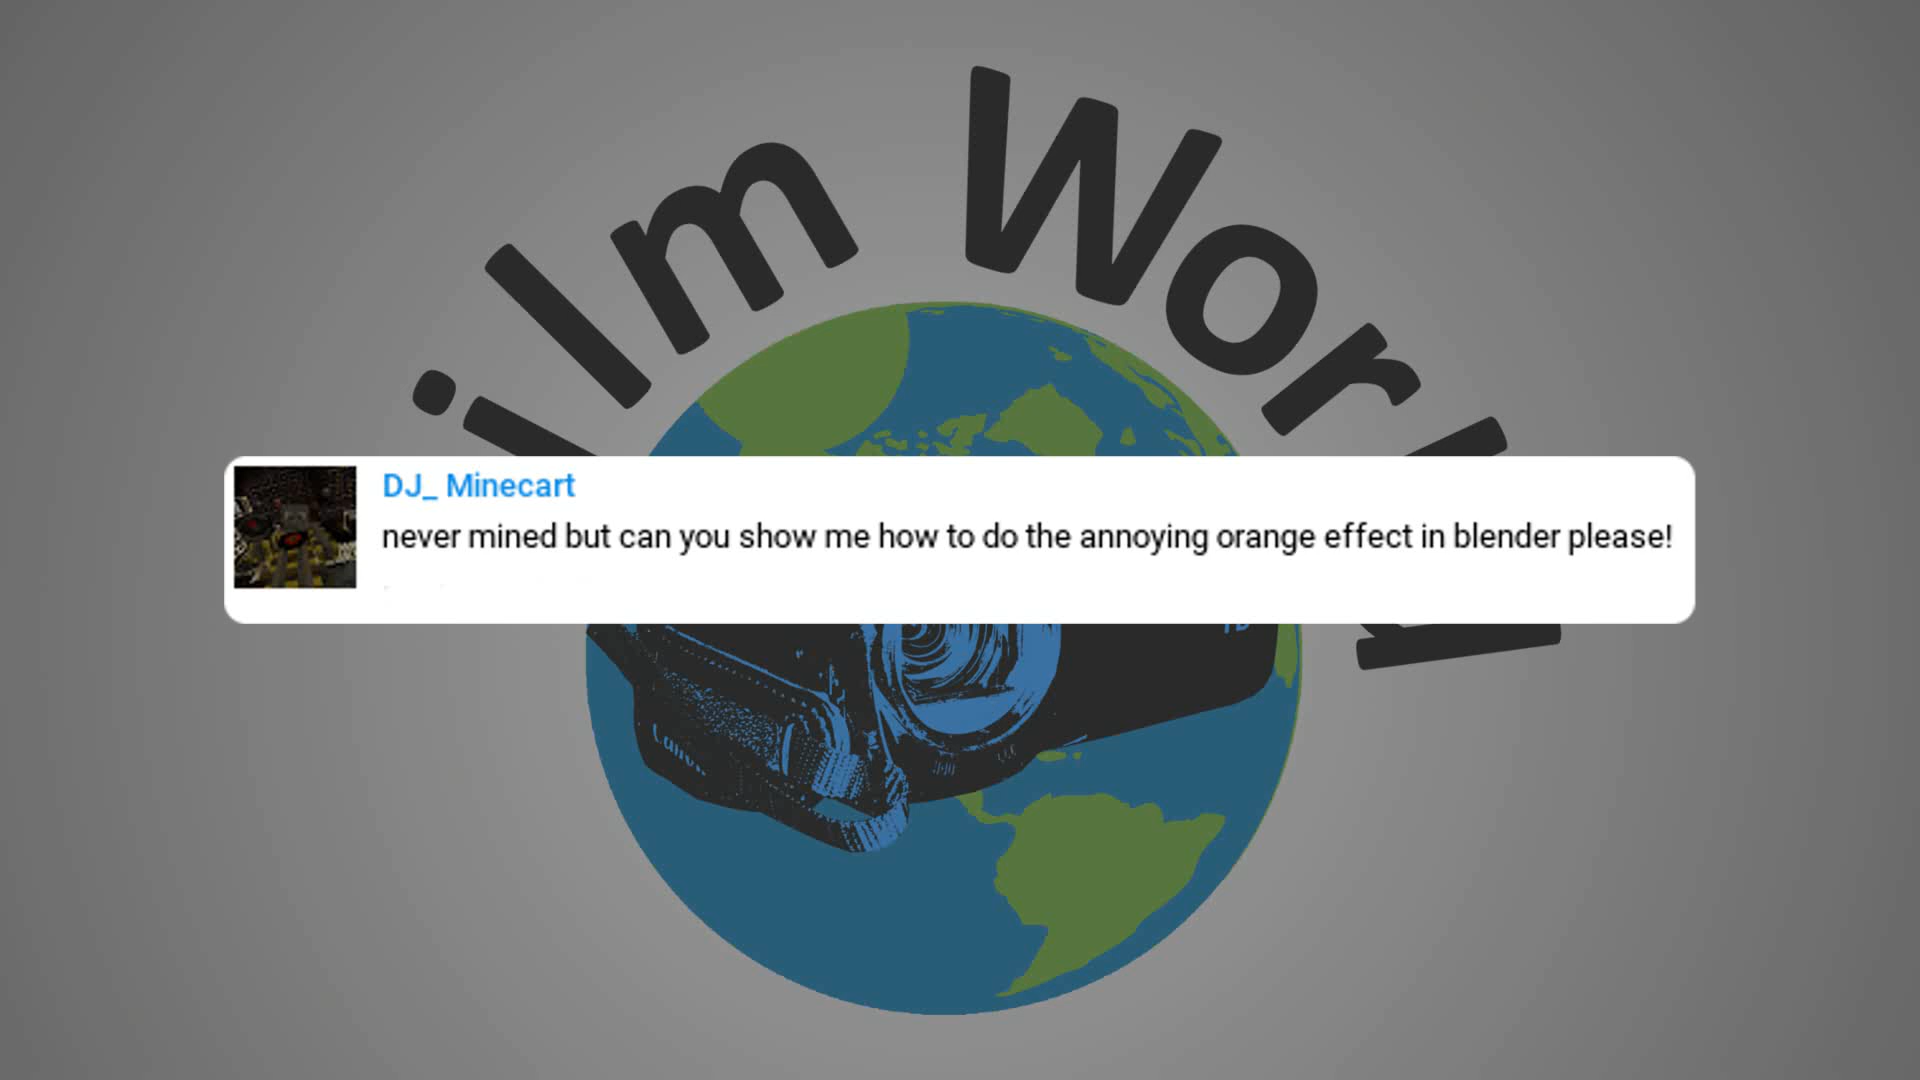 ilm Worl
DJ_ Minecart
never mined but can you show me how to do the annoying orange effect in blender please!